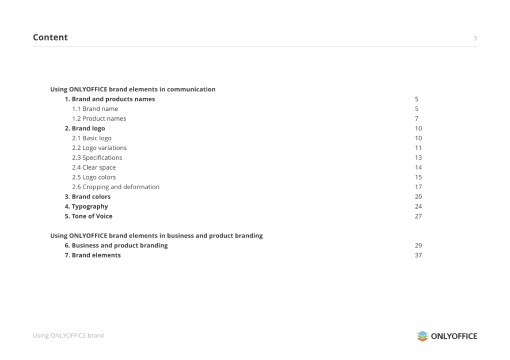 Content
3
Using ONLYOFFICE brand elements in communication
1. Brand and products names 5
1.1 Brand name 5
1.2 Product names 7
2. Brand logo 10
2.1 Basic logo 10
2.2 Logo variations 11
2.3 Specifications 13
2.4 Clear space 14
2.5 Logo colors 15
2.6 Cropping and deformation 17
3. Brand colors 20
4. Typography 24
5. Tone of Voice 27
Using ONLYOFFICE brand elements in business and product branding
6. Business and product branding 29
7. Brand elements 37
Using ONLYOFFICE brand
ONLYOFFICE